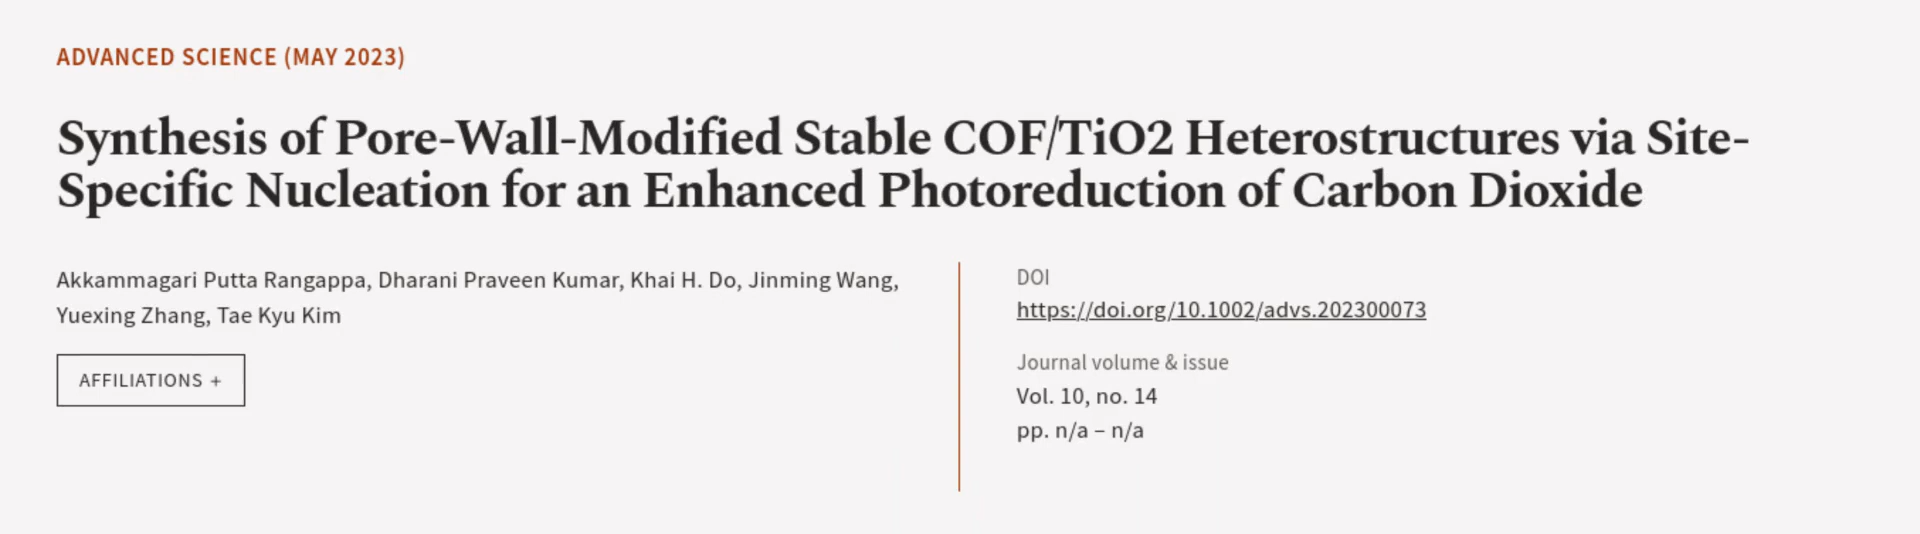 ADVANCED SCIENCE (MAY 2023)
Synthesis of Pore-Wall-Modified Stable COF/TiO2 Heterostructures via Site-
Specific Nucleation for an Enhanced Photoreduction of Carbon Dioxide
Akkammagari Putta Rangappa, Dharani Praveen Kumar, Khai H. Do, Jinming Wang,
Yuexing Zhang, Tae Kyu Kim
AFFILIATIONS +
DOI
https://doi.org/10.1002/advs.202300073
Journal volume & issue
Vol. 10, no. 14
pp. n/a – n/a